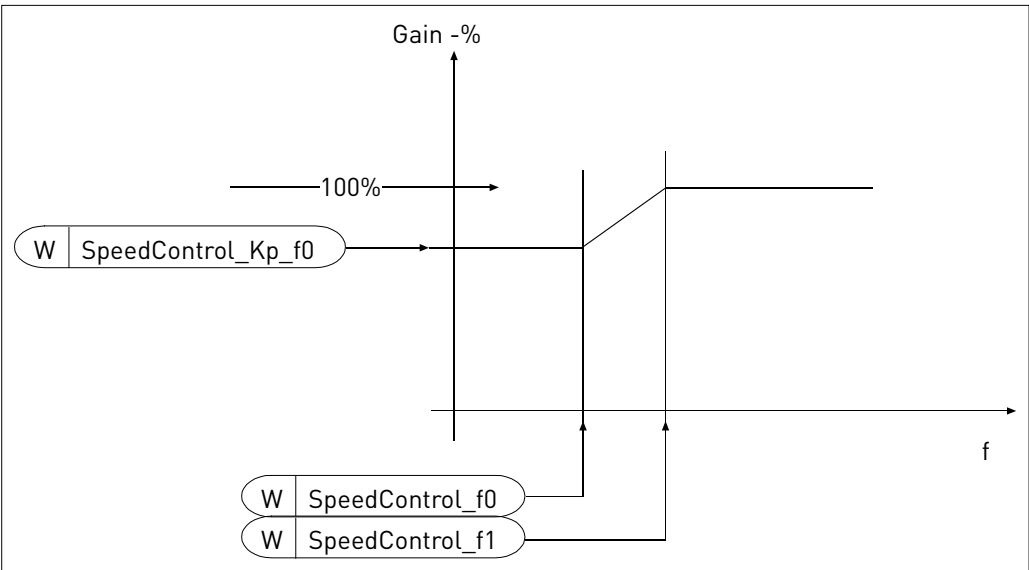 Gain -%
100%
W SpeedControl_Kp_f0
f
W SpeedControl_f0
W SpeedControl_f1